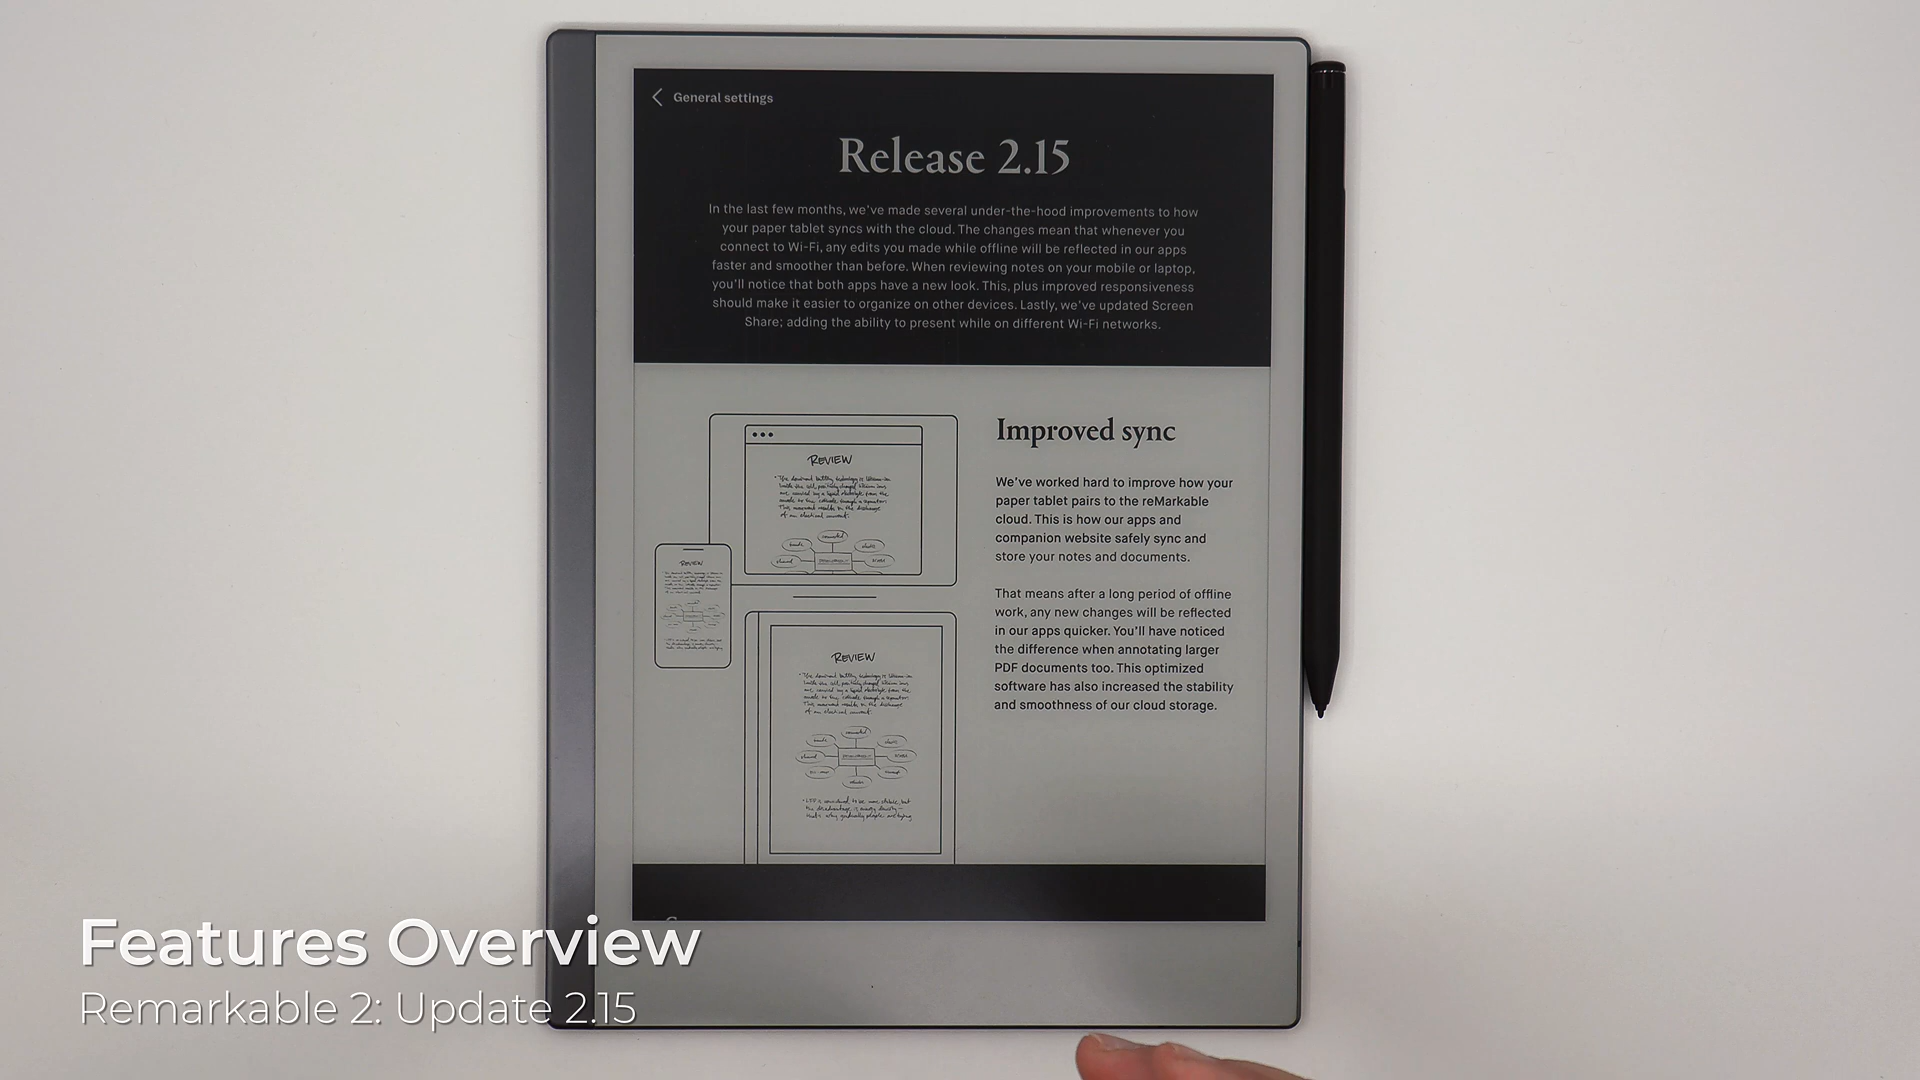 General settings
Release 2.15
In the last few months, we've made several under-the-hood improvements to how
your paper tablet syncs with the cloud. The changes mean that whenever you
connect to Wi-Fi, any edits you made while offline will be reflected in our apps
faster and smoother than before. When reviewing notes on your mobile or laptop,
you'll notice that both apps have a new look. This, plus improved responsiveness
should make it easier to organize on other devices. Lastly, we've updated Screen
Share; adding the ability to present while on different Wi-Fi networks.
REVIEW
REVIEW
REVIEW
Improved sync
We've worked hard to improve how your
paper tablet pairs to the reMarkable
cloud. This is how our apps and
companion website safely sync and
store your notes and documents.
That means after a long period of offline
work, any new changes will be reflected
in our apps quicker. You'll have noticed
the difference when annotating larger
PDF documents too. This optimized
software has also increased the stability
and smoothness of our cloud storage.
Features Overview
Remarkable 2: Update 2.15